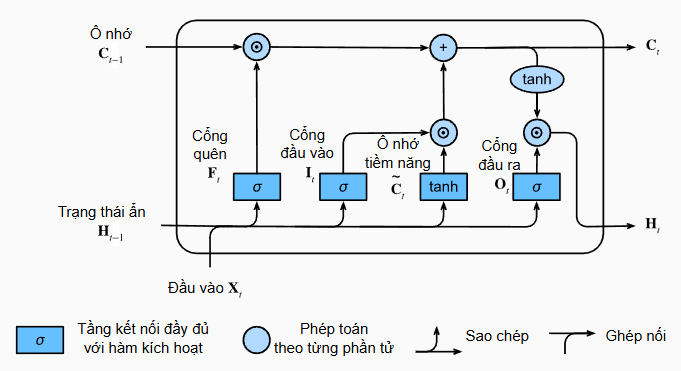 Ô nhớ
C_{t−1}
C_t
tanh
Cổng
quên
F_t
Cổng
đầu vào
I_t
Ô nhớ
tiềm năng
C̃_t
Cổng
đầu ra
O_t
σ
σ
tanh
σ
Trạng thái ẩn
H_{t−1}
H_t
Đầu vào X_t
σ
Tầng kết nối đầy đủ
với hàm kích hoạt
Phép toán
theo từng phần tử
Sao chép
Ghép nối